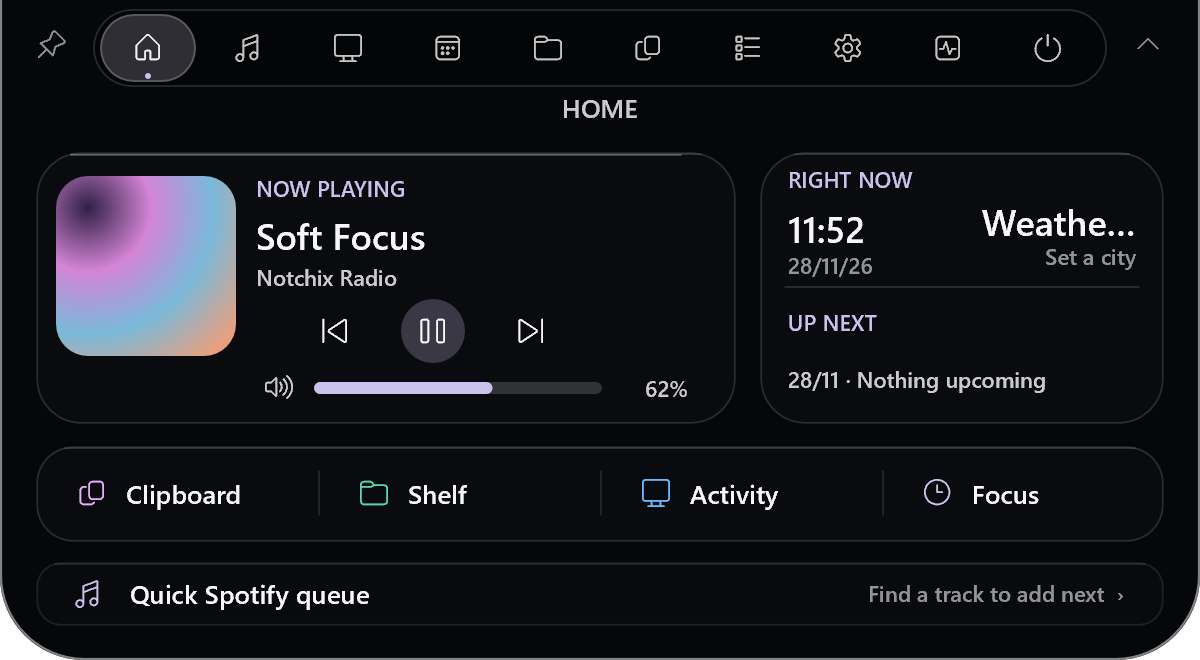 HOME
NOW PLAYING
Soft Focus
Notchix Radio
62%
RIGHT NOW
11:52
28/11/26
Weathe...
Set a city
UP NEXT
28/11 · Nothing upcoming
Clipboard
Shelf
Activity
Focus
Quick Spotify queue
Find a track to add next ›